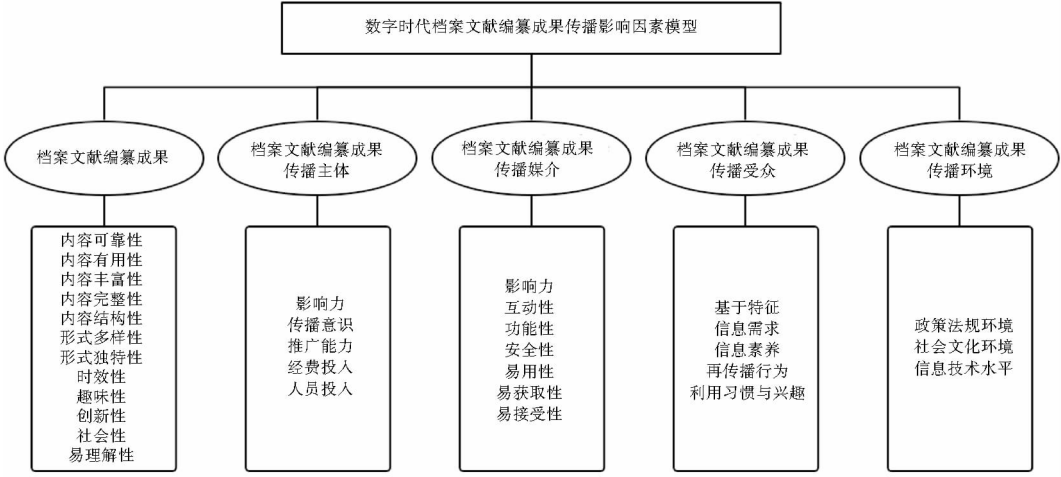 数字时代档案文献编纂成果传播影响因素模型
档案文献编纂成果
档案文献编纂成果
传播主体
档案文献编纂成果
传播媒介
档案文献编纂成果
传播受众
档案文献编纂成果
传播环境
内容可靠性
内容有用性
内容丰富性
内容完整性
内容结构性
形式多样性
形式独特性
时效性
趣味性
创新性
社会性
易理解性
影响力
传播意识
推广能力
经费投入
人员投入
影响力
互动性
功能性
安全性
易用性
易获取性
易接受性
基于特征
信息需求
信息素养
再传播行为
利用习惯与兴趣
政策法规环境
社会文化环境
信息技术水平